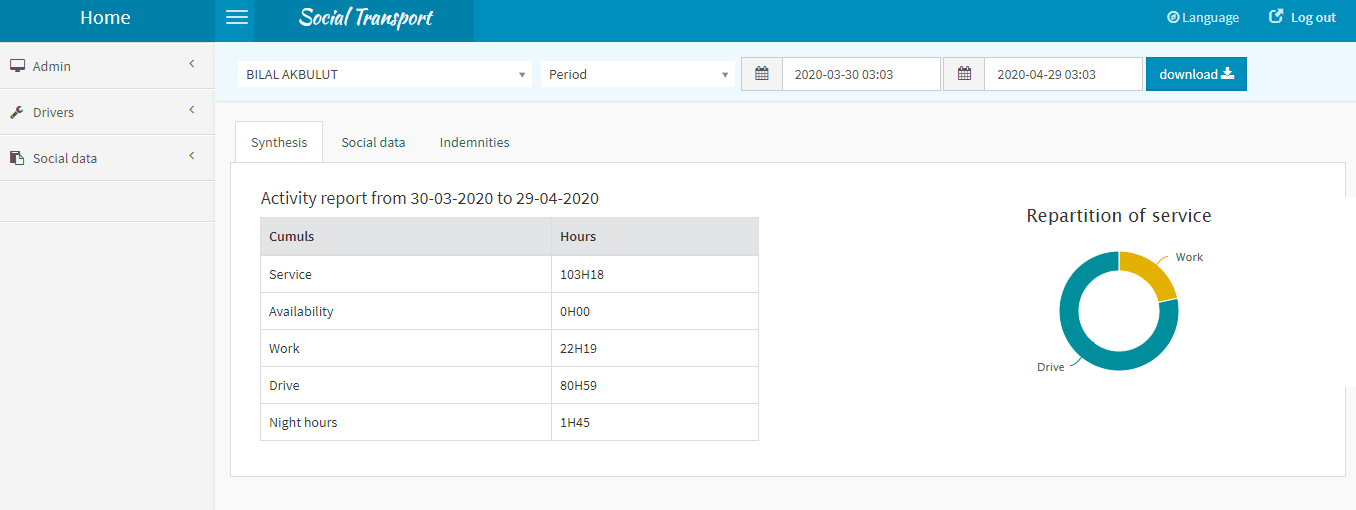 Home
Social Transport
Language
Log out
Admin
Drivers
Social data
BILAL AKBULUT
Period
2020-03-30 03:03
2020-04-29 03:03
download
Synthesis
Social data
Indemnities
Activity report from 30-03-2020 to 29-04-2020
Cumuls Hours
Service 103H18
Availability 0H00
Work 22H19
Drive 80H59
Night hours 1H45
Repartition of service
Work
Drive